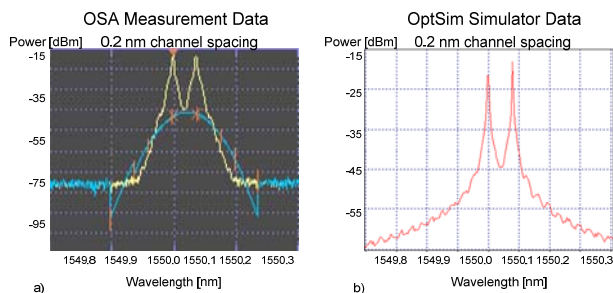 OSA Measurement Data
Power [dBm]
0.2 nm channel spacing
-15
-35
-55
-75
-95
1549.8 1549.9 1550.0 1550.1 1550.2 1550.3
Wavelength [nm]
a)
OptSim Simulator Data
Power [dBm]
0.2 nm channel spacing
-15
-25
-35
-45
-55
1549.8 1549.9 1550.0 1550.1 1550.2 1550.3
Wavelength [nm]
b)